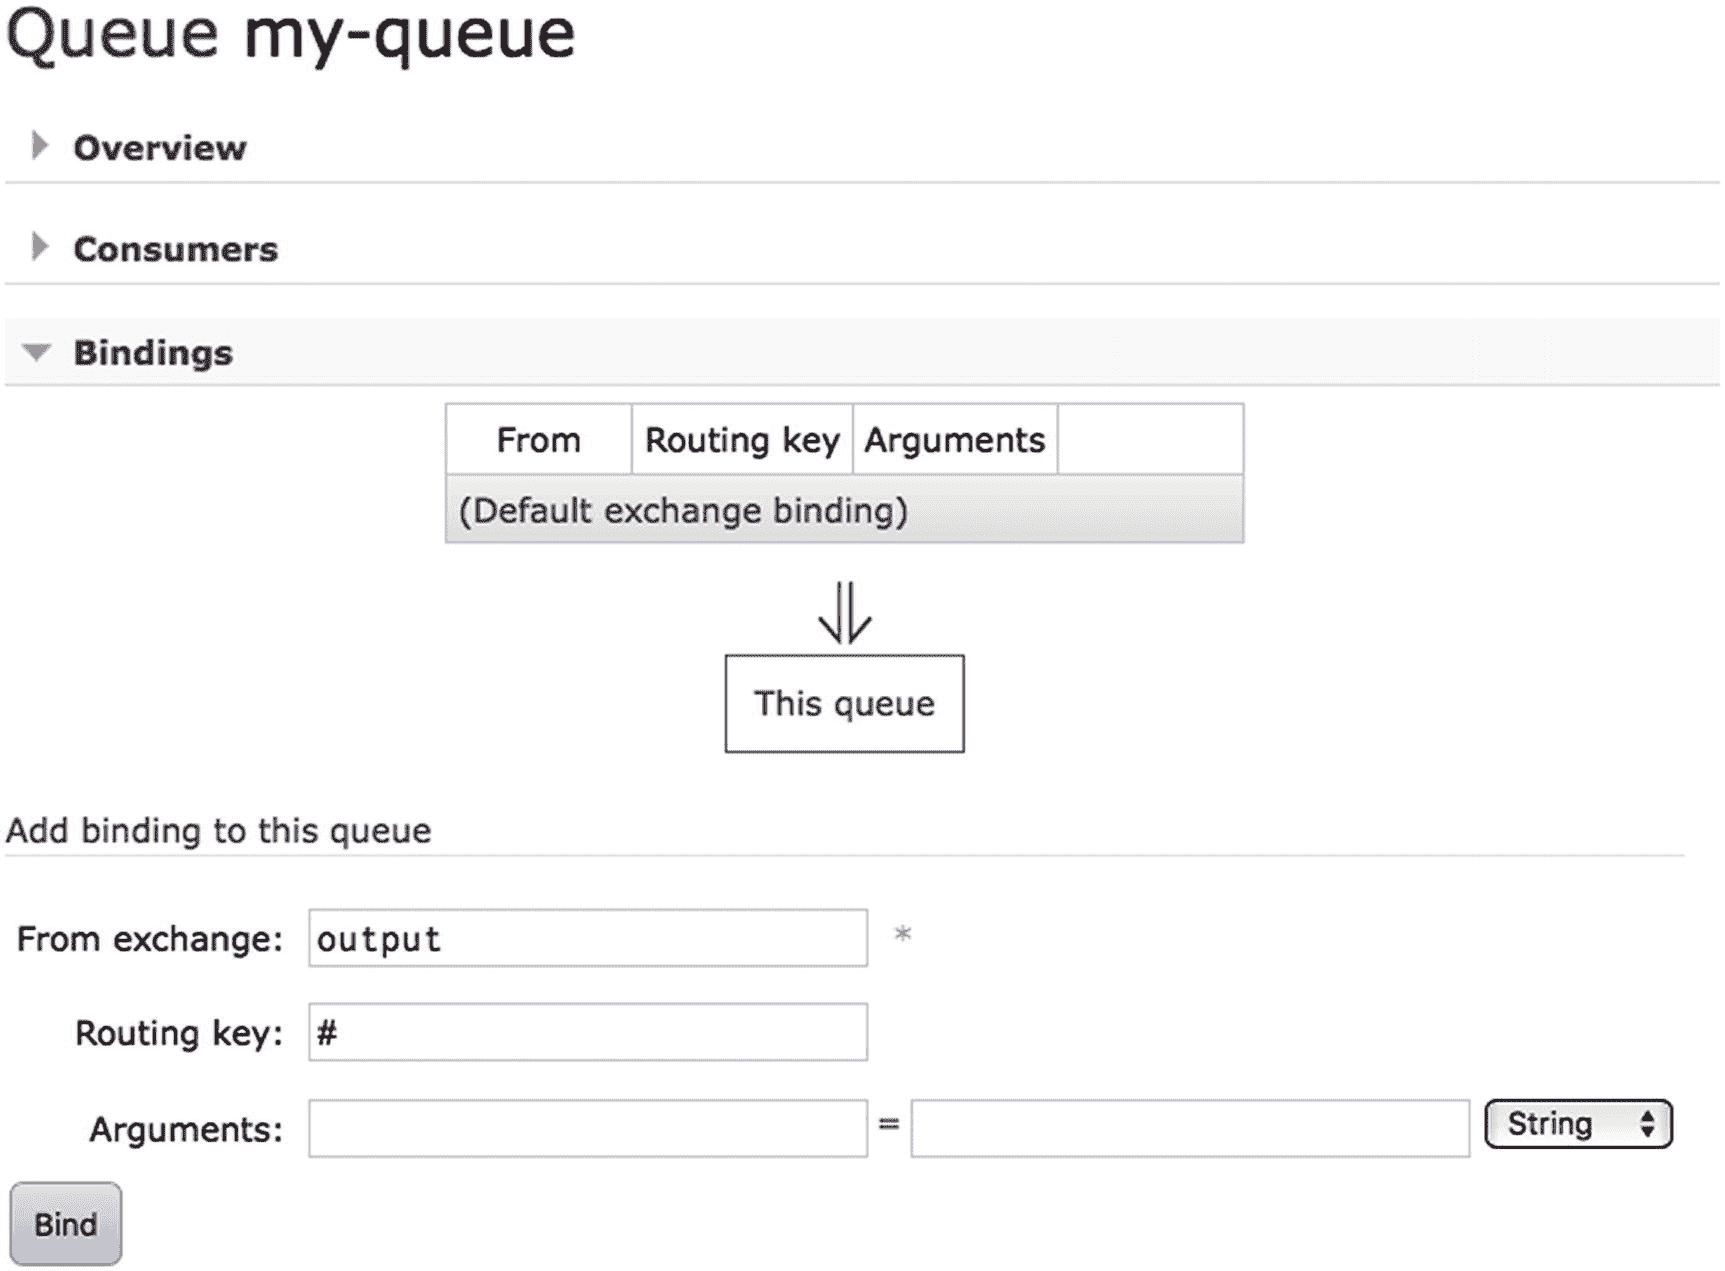 Queue my-queue
Overview
Consumers
Bindings
From Routing key Arguments
(Default exchange binding)
This queue
Add binding to this queue
From exchange: output *
Routing key: #
Arguments: = String
Bind